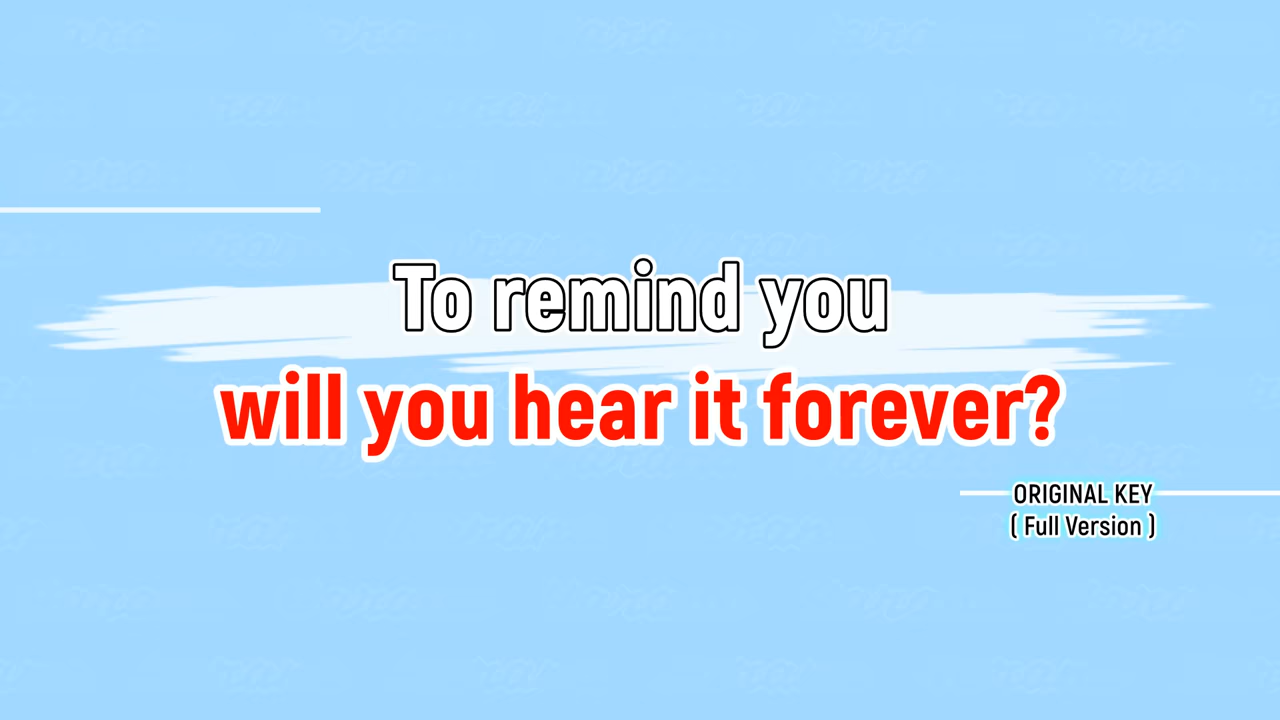 To remind you
will you hear it forever?
ORIGINAL KEY
( Full Version )